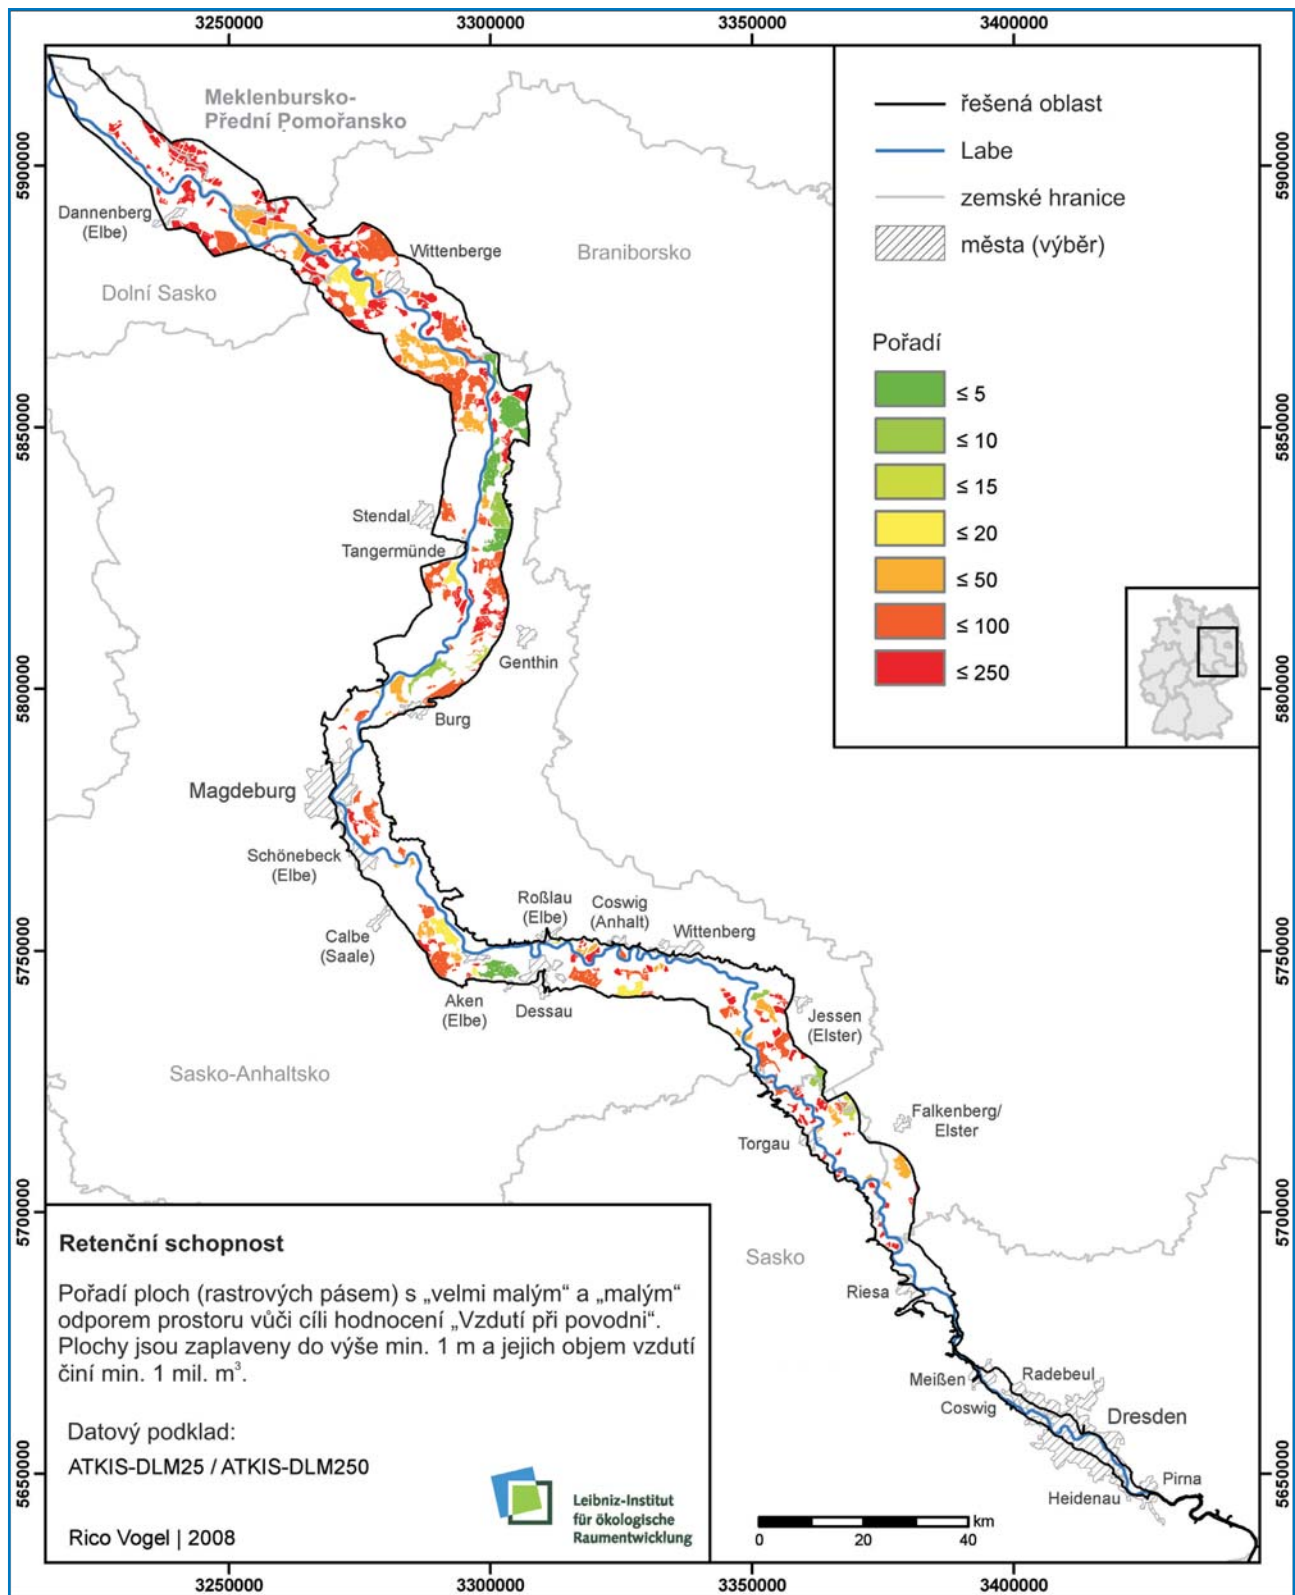 3250000
3300000
3350000
3400000
Meklenbursko-
Přední Pomořansko
řešená oblast
Labe
zemské hranice
města (výběr)
Pořadí
≤ 5
≤ 10
≤ 15
≤ 20
≤ 50
≤ 100
≤ 250
5900000
5850000
5800000
5750000
5700000
5650000
5900000
5850000
5800000
5750000
5700000
5650000
Dannenberg
(Elbe)
Wittenberge
Braniborsko
Dolní Sasko
Stendal
Tangermünde
Genthin
Burg
Magdeburg
Schönebeck
(Elbe)
Calbe
(Saale)
Roßlau
(Elbe)
Coswig
(Anhalt)
Wittenberg
Aken
(Elbe)
Dessau
Jessen
(Elster)
Sasko-Anhaltsko
Falkenberg/
Elster
Torgau
Sasko
Riesa
Meißen
Radebeul
Coswig
Dresden
Pirna
Heidenau
Retenční schopnost
Pořadí ploch (rastrových pásem) s „velmi malým“ a „malým“
odporem prostoru vůči cíli hodnocení „Vzdutí při povodni“.
Plochy jsou zaplaveny do výše min. 1 m a jejich objem vzdutí
činí min. 1 mil. m³.
Datový podklad:
ATKIS-DLM25 / ATKIS-DLM250
Rico Vogel | 2008
Leibniz-Institut
für ökologische
Raumentwicklung
km
0
20
40
3250000
3300000
3350000
3400000